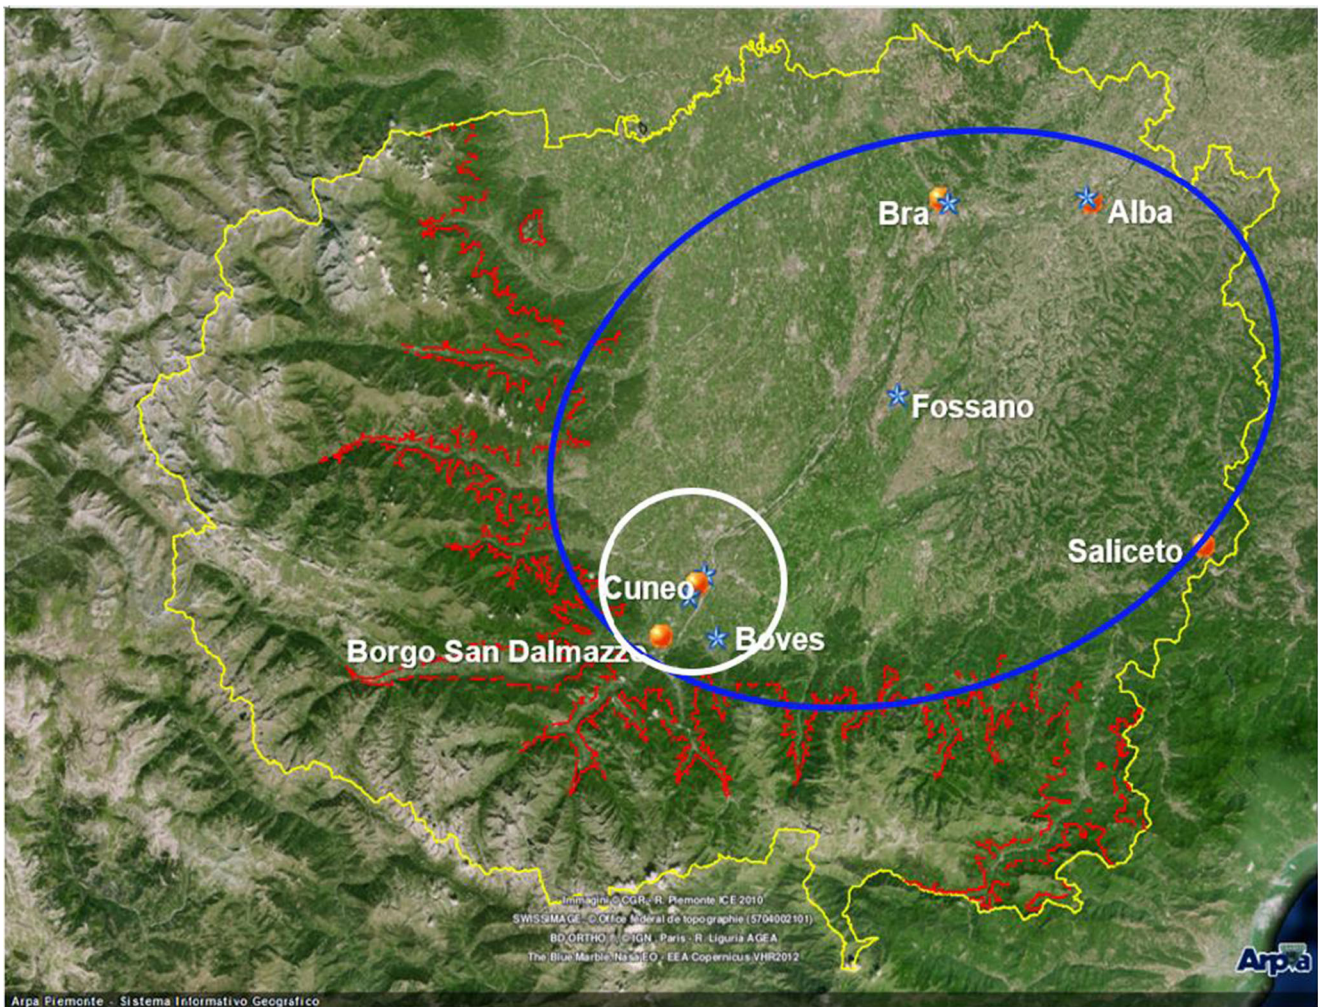 Bra
Alba
Fossano
Saliceto
Cuneo
Boves
Borgo San Dalmazzo
Immagini © CGR - R. Piemonte ICE 2010
SWISSIMAGE, © Office fédéral de topographie (5704002101)
BD ORTHO ®, © IGN, Paris - R. Liguria AGEA
The Blue Marble, Nasa EO - EEA Copernicus VHR2012
Arpa
Arpa Piemonte - Sistema Informativo Geografico